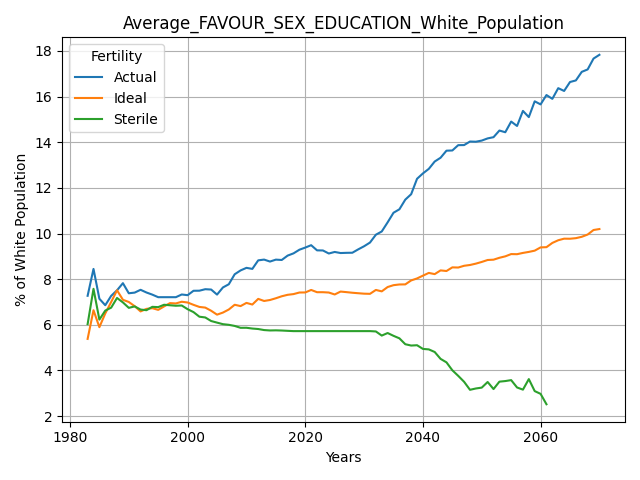 Average_FAVOUR_SEX_EDUCATION_White_Population
Fertility
Actual
Ideal
Sterile
% of White Population
18
16
14
12
10
8
6
4
2
1980
2000
2020
2040
2060
Years